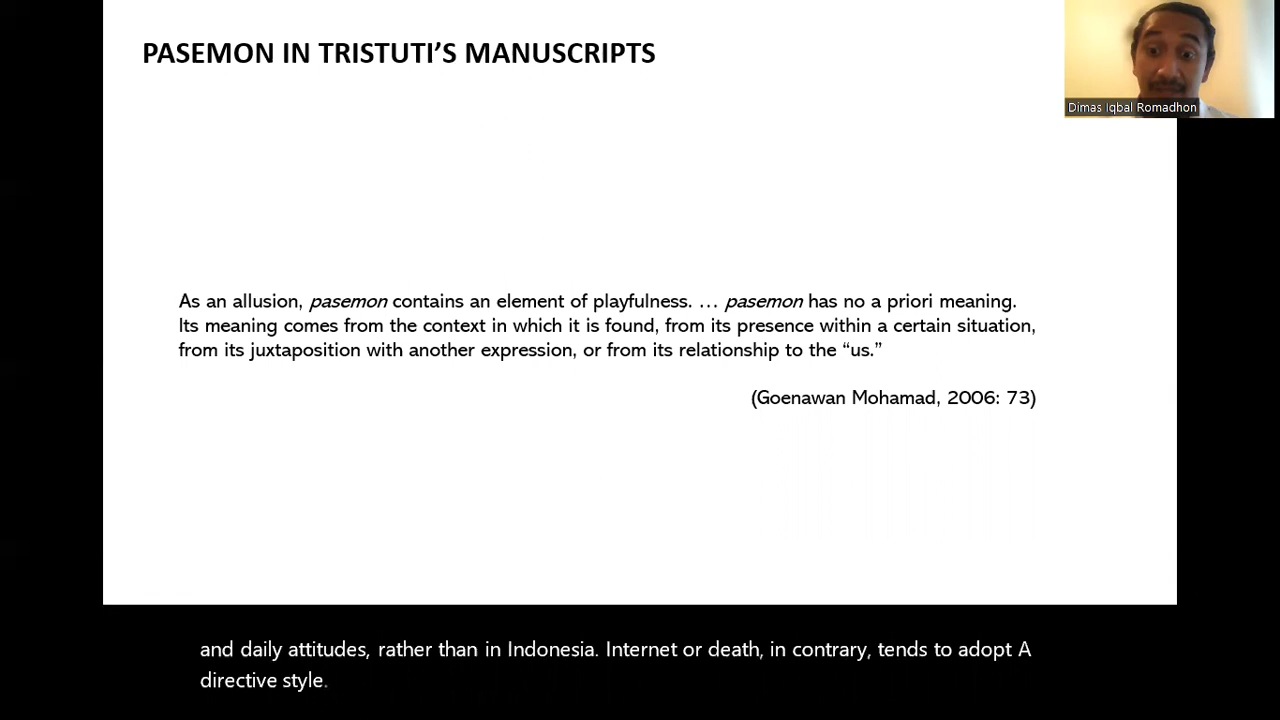 PASEMON IN TRISTUTI’S MANUSCRIPTS
Dimas Iqbal Romadhon
As an allusion, pasemon contains an element of playfulness. … pasemon has no a priori meaning.
Its meaning comes from the context in which it is found, from its presence within a certain situation,
from its juxtaposition with another expression, or from its relationship to the “us.”
(Goenawan Mohamad, 2006: 73)
and daily attitudes, rather than in Indonesia. Internet or death, in contrary, tends to adopt A
directive style.